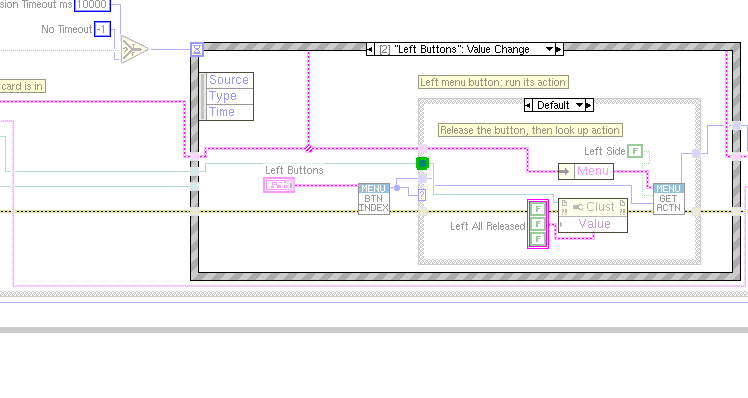 sion Timeout ms 10000
No Timeout -1
?
[2] "Left Buttons": Value Change
card is in
Source
Type
Time
Left menu button: run its action
Default
Release the button, then look up action
Left Side F
Left Buttons
Menu
MENU
BTN
INDEX
?
MENU
GET
ACTN
?! Clust ?!
Value
Left All Released
F
F
F